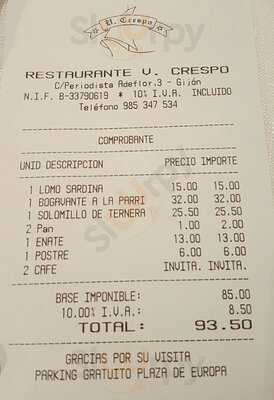 V. Crespo
RESTAURANTE V. CRESPO
C/Periodista Adeflor,3 - Gijón
N.I.F. B-33790619 * 10% I.V.A. INCLUIDO
Teléfono 985 347 534
COMPROBANTE
UNID DESCRIPCION PRECIO IMPORTE
1 LOMO SARDINA 15.00 15.00
1 BOGAVANTE A LA PARRI 32.00 32.00
1 SOLOMILLO DE TERNERA 25.50 25.50
2 Pan 1.00 2.00
1 ENATE 13.00 13.00
1 POSTRE 6.00 6.00
2 CAFE INVITA. INVITA.
BASE IMPONIBLE: 85.00
10.00% I.V.A.: 8.50
TOTAL: 93.50
GRACIAS POR SU VISITA
PARKING GRATUITO PLAZA DE EUROPA